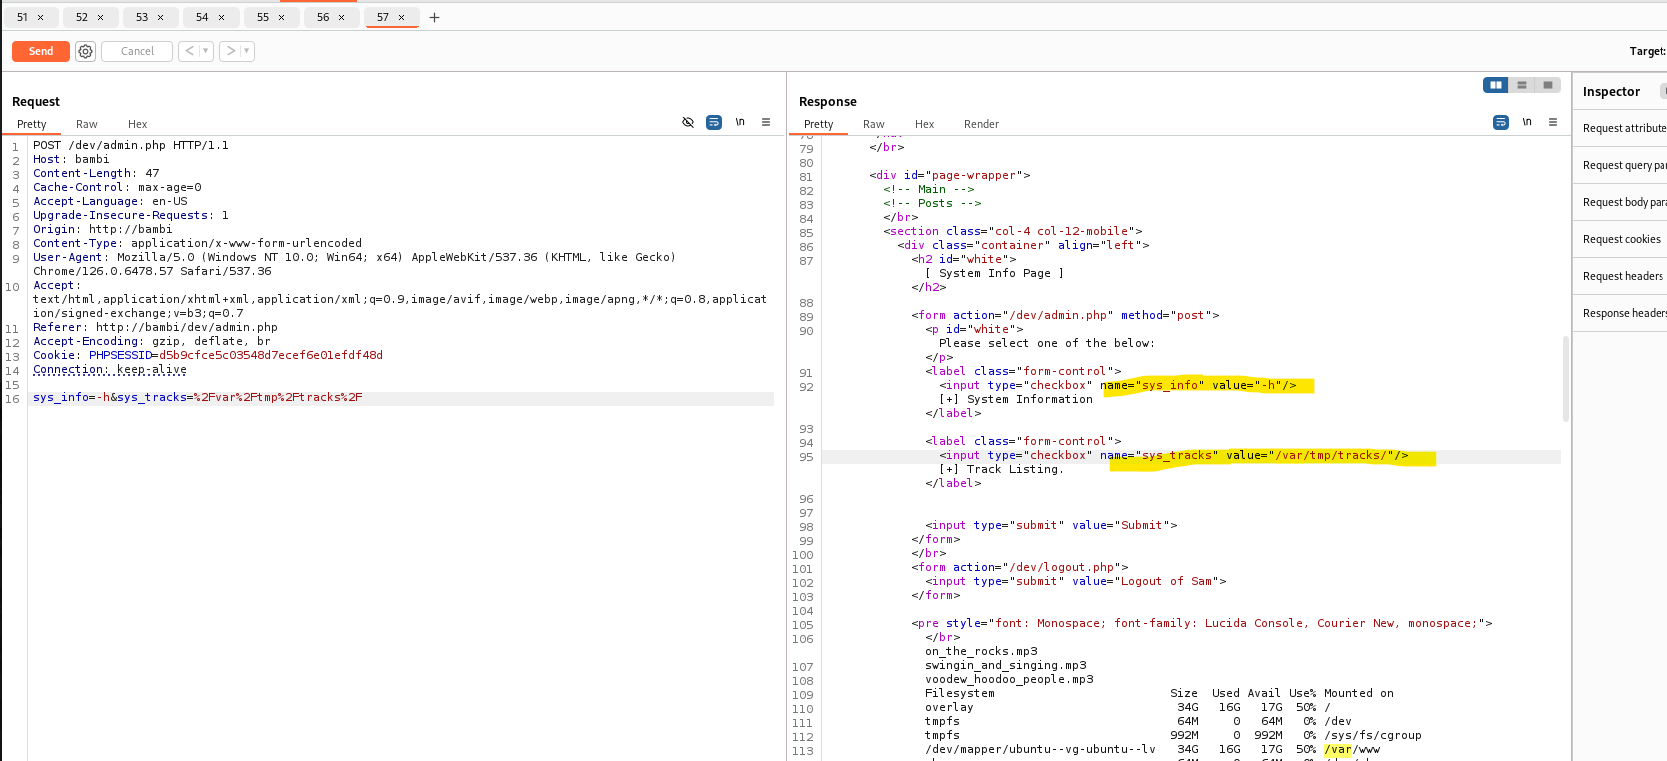 51 × 52 × 53 × 54 × 55 × 56 × 57 × +
Send Cancel < >
Target:
Request
Pretty Raw Hex
\n
1 POST /dev/admin.php HTTP/1.1
2 Host: bambi
3 Content-Length: 47
4 Cache-Control: max-age=0
5 Accept-Language: en-US
6 Upgrade-Insecure-Requests: 1
7 Origin: http://bambi
8 Content-Type: application/x-www-form-urlencoded
9 User-Agent: Mozilla/5.0 (Windows NT 10.0; Win64; x64) AppleWebKit/537.36 (KHTML, like Gecko)
Chrome/126.0.6478.57 Safari/537.36
10 Accept:
text/html,application/xhtml+xml,application/xml;q=0.9,image/avif,image/webp,image/apng,*/*;q=0.8,applicat
ion/signed-exchange;v=b3;q=0.7
11 Referer: http://bambi/dev/admin.php
12 Accept-Encoding: gzip, deflate, br
13 Cookie: PHPSESSID=d5b9cfce5c03548d7ecef6e01efdf48d
14 Connection: keep-alive
15
16 sys_info=-h&sys_tracks=%2Fvar%2Ftmp%2Ftracks%2F
Response
Pretty Raw Hex Render
\n
79 </br>
80
81 <div id="page-wrapper">
82 <!-- Main -->
83 <!-- Posts -->
84 </br>
85 <section class="col-4 col-12-mobile">
86 <div class="container" align="left">
87 <h2 id="white">
[ System Info Page ]
</h2>
88
89 <form action="/dev/admin.php" method="post">
90 <p id="white">
Please select one of the below:
</p>
91 <label class="form-control">
92 <input type="checkbox" name="sys_info" value="-h"/>
[+] System Information
</label>
93
94 <label class="form-control">
95 <input type="checkbox" name="sys_tracks" value="/var/tmp/tracks/"/>
[+] Track Listing.
</label>
96
97
98 <input type="submit" value="Submit">
99 </form>
100 </br>
101 <form action="/dev/logout.php">
102 <input type="submit" value="Logout of Sam">
103 </form>
104
105 <pre style="font: Monospace; font-family: Lucida Console, Courier New, monospace;">
106 </br>
on_the_rocks.mp3
107 swingin_and_singing.mp3
108 voodew_hoodoo_people.mp3
109 Filesystem Size Used Avail Use% Mounted on
110 overlay 34G 16G 17G 50% /
111 tmpfs 64M 0 64M 0% /dev
112 tmpfs 992M 0 992M 0% /sys/fs/cgroup
113 /dev/mapper/ubuntu--vg-ubuntu--lv 34G 16G 17G 50% /var/www
Inspector
Request attribute
Request query par
Request body para
Request cookies
Request headers
Response headers